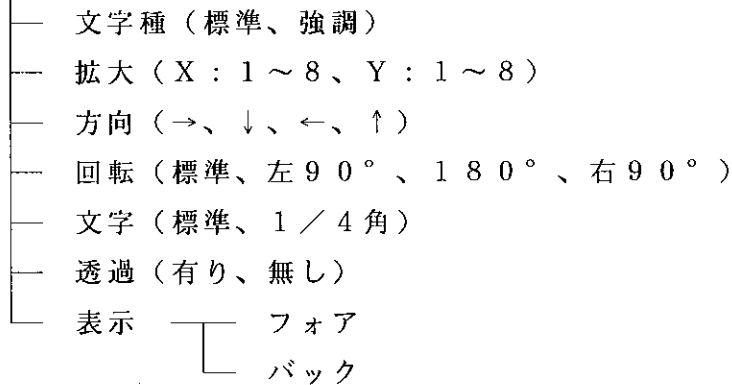 文字種（標準、強調）
拡大（X：1～8、Y：1～8）
方向（→、↓、←、↑）
回転（標準、左90°、180°、右90°）
文字（標準、1／4角）
透過（有り、無し）
表示 フォア
バック